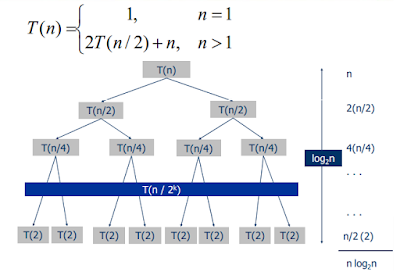 T(n) = { 1, n = 1
2T(n/2) + n, n > 1
T(n) n
T(n/2) T(n/2) 2(n/2)
T(n/4) T(n/4) T(n/4) T(n/4) 4(n/4)
log₂n
. . .
T(n / 2ᵏ)
. . .
T(2) T(2) T(2) T(2) T(2) T(2) T(2) T(2) n/2 (2)
n log₂n